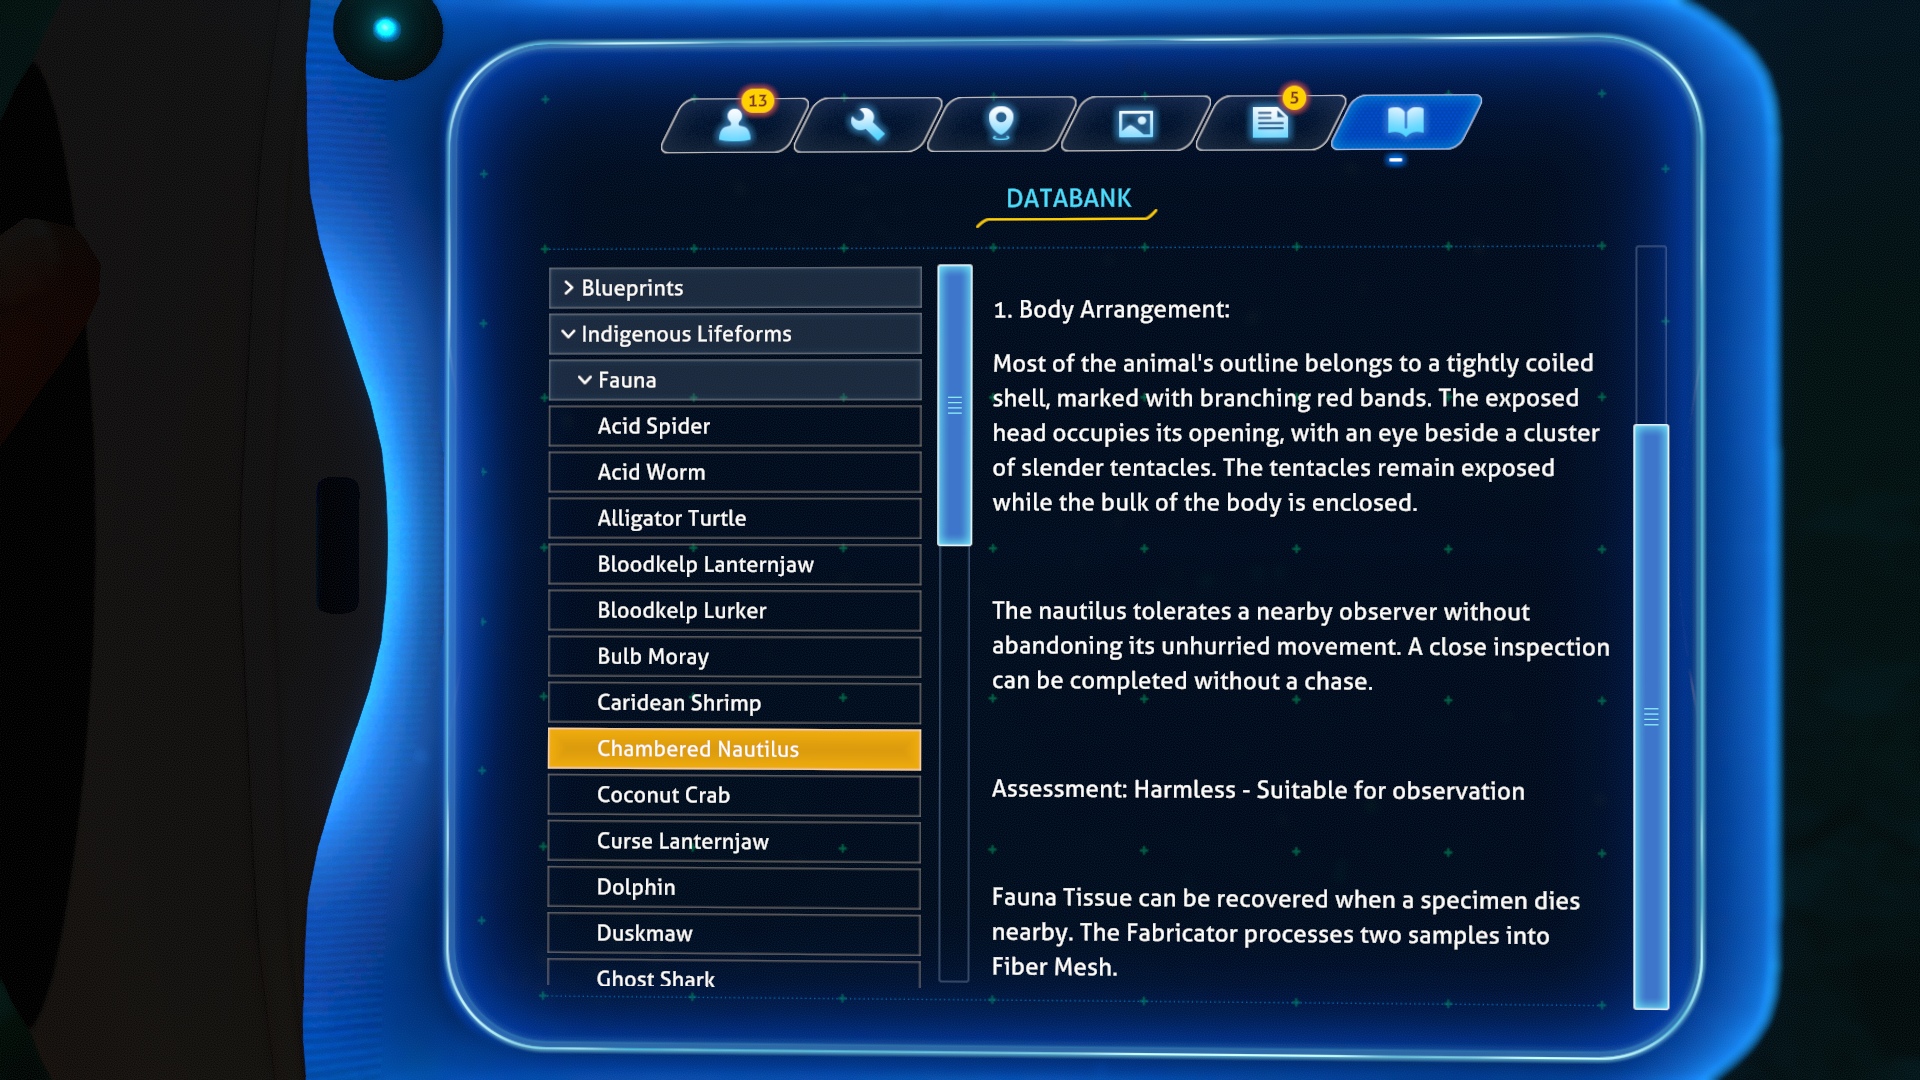 13
5
DATABANK
Blueprints
Indigenous Lifeforms
Fauna
Acid Spider
Acid Worm
Alligator Turtle
Bloodkelp Lanternjaw
Bloodkelp Lurker
Bulb Moray
Caridean Shrimp
Chambered Nautilus
Coconut Crab
Curse Lanternjaw
Dolphin
Duskmaw
Ghost Shark
1. Body Arrangement:
Most of the animal's outline belongs to a tightly coiled
shell, marked with branching red bands. The exposed
head occupies its opening, with an eye beside a cluster
of slender tentacles. The tentacles remain exposed
while the bulk of the body is enclosed.
The nautilus tolerates a nearby observer without
abandoning its unhurried movement. A close inspection
can be completed without a chase.
Assessment: Harmless - Suitable for observation
Fauna Tissue can be recovered when a specimen dies
nearby. The Fabricator processes two samples into
Fiber Mesh.